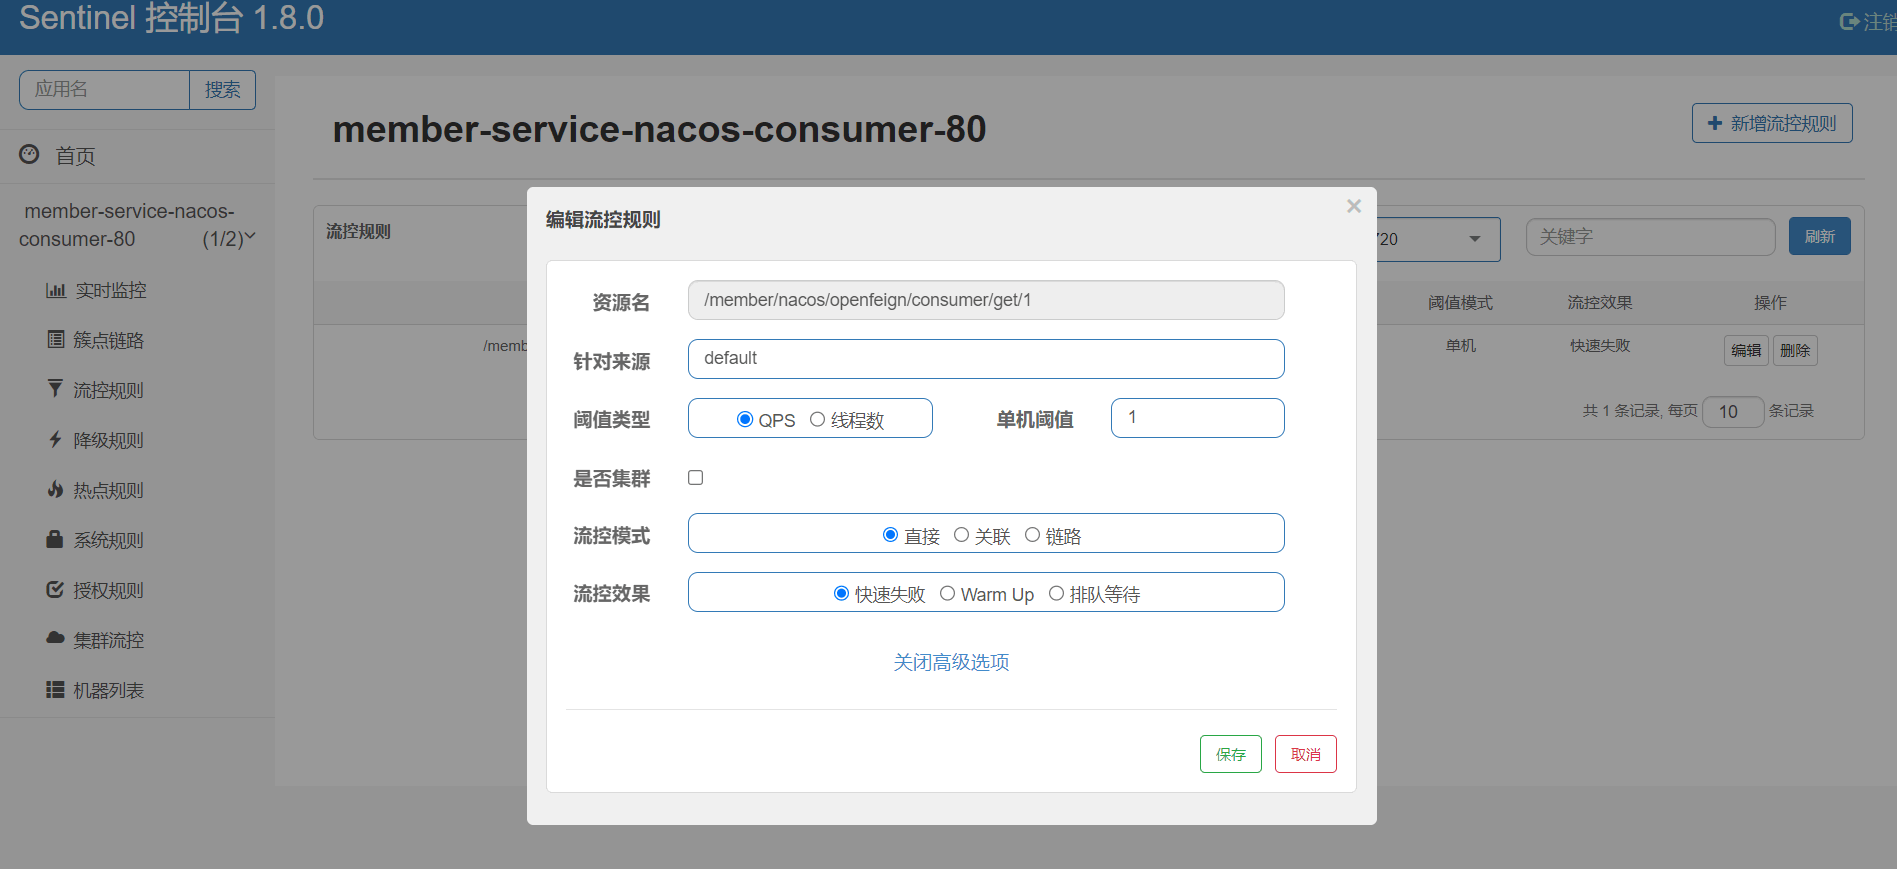 Sentinel 控制台 1.8.0
注销
应用名 搜索
首页
member-service-nacos-
consumer-80 (1/2)
实时监控
簇点链路
流控规则
降级规则
热点规则
系统规则
授权规则
集群流控
机器列表
member-service-nacos-consumer-80
新增流控规则
流控规则
720
关键字
刷新
阈值模式 流控效果 操作
/memb
单机 快速失败 编辑 删除
共 1 条记录, 每页 10 条记录
编辑流控规则
×
资源名 /member/nacos/openfeign/consumer/get/1
针对来源 default
阈值类型 QPS 线程数 单机阈值 1
是否集群
流控模式 直接 关联 链路
流控效果 快速失败 Warm Up 排队等待
关闭高级选项
保存 取消